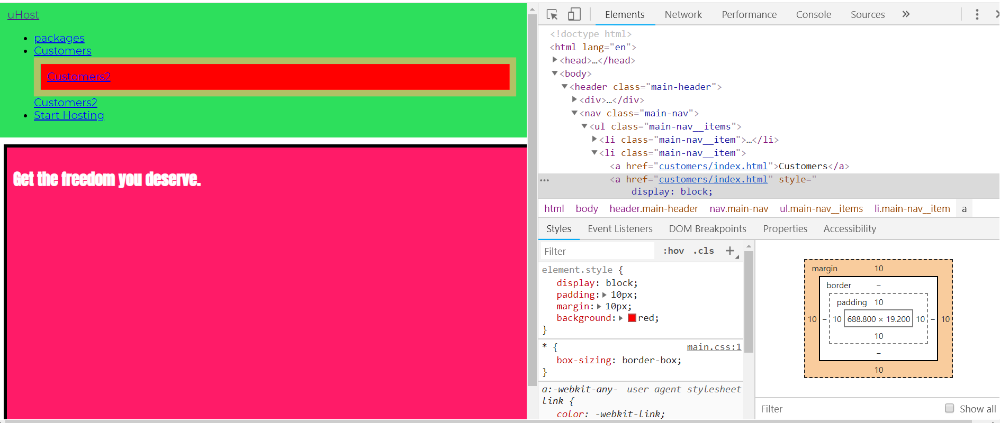 uHost
packages
Customers
Customers2
Customers2
Start Hosting
Get the freedom you deserve.
Elements Network Performance Console Sources »
<!doctype html>
<html lang="en">
<head>…</head>
<body>
<header class="main-header">
<div>…</div>
<nav class="main-nav">
<ul class="main-nav__items">
<li class="main-nav__item">…</li>
<li class="main-nav__item">
<a href="customers/index.html">Customers</a>
… <a href="customers/index.html" style="
display: block;
html body header.main-header nav.main-nav ul.main-nav__items li.main-nav__item a
Styles Event Listeners DOM Breakpoints Properties Accessibility
Filter :hov .cls +
element.style {
display: block;
padding: 10px;
margin: 10px;
background: red;
}
* { main.css:1
box-sizing: border-box;
}
a:-webkit-any- user agent stylesheet
link {
color: -webkit-link;
margin 10
border –
padding 10
10 – 10 688.800 × 19.200 10 – 10
10
–
10
Filter Show all